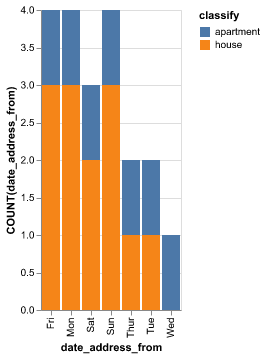 classify
apartment
house
COUNT(date_address_from)
4.0
3.5
3.0
2.5
2.0
1.5
1.0
0.5
0.0
Fri Mon Sat Sun Thur Tue Wed
date_address_from